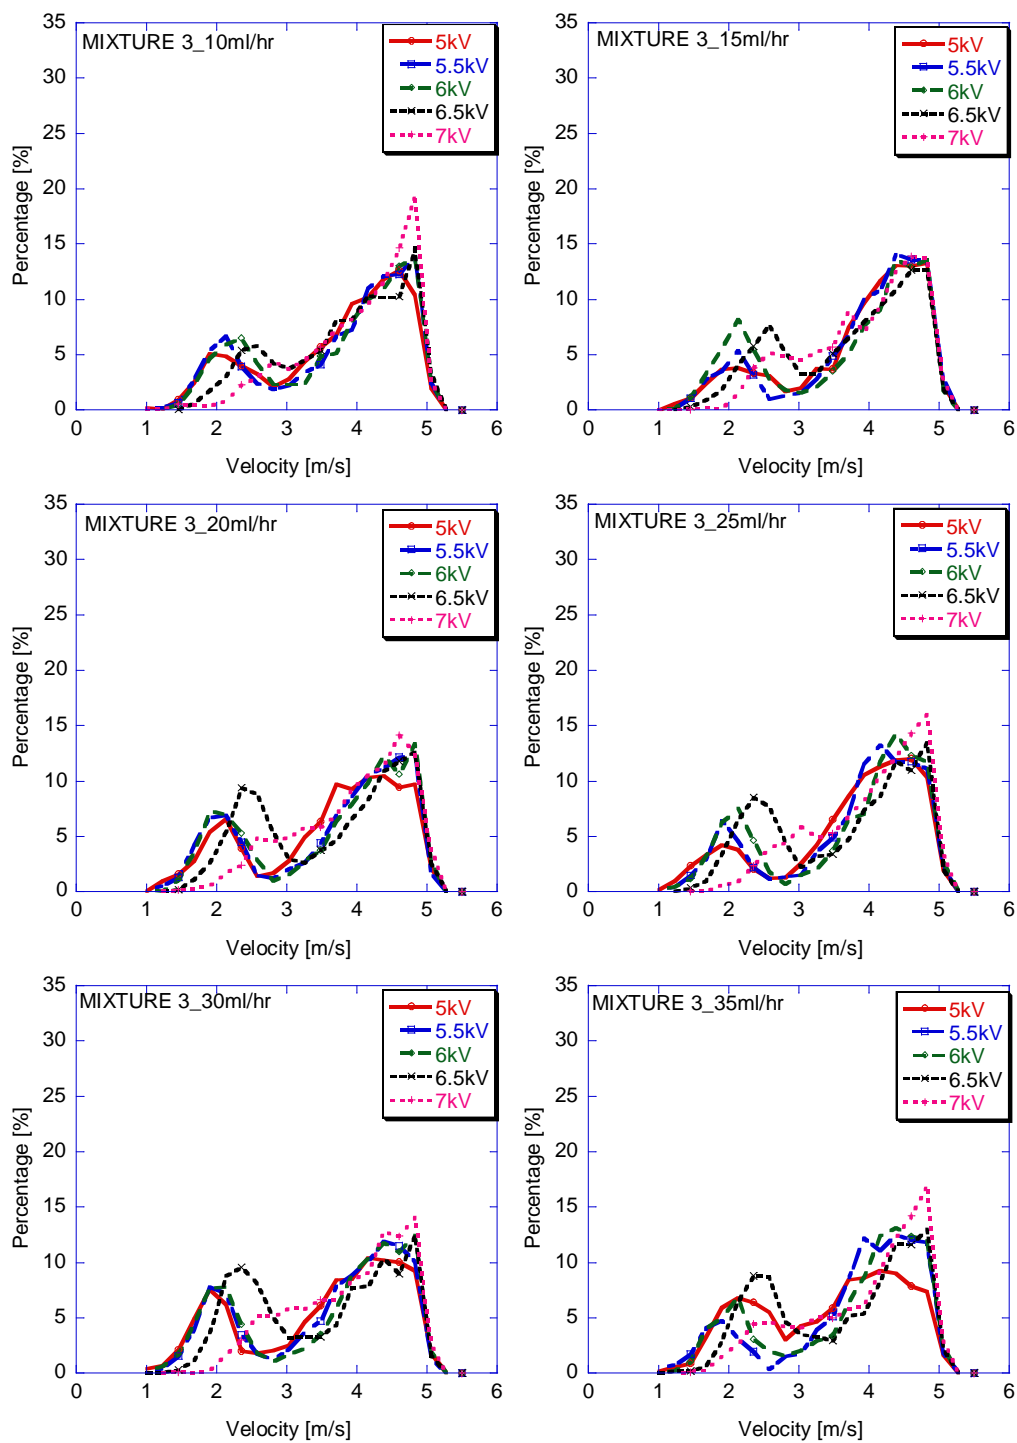 MIXTURE 3_10ml/hr
5kV
5.5kV
6kV
6.5kV
7kV
Percentage [%]
35
30
25
20
15
10
5
0
0 1 2 3 4 5 6
Velocity [m/s]
MIXTURE 3_15ml/hr
5kV
5.5kV
6kV
6.5kV
7kV
Percentage [%]
35
30
25
20
15
10
5
0
0 1 2 3 4 5 6
Velocity [m/s]
MIXTURE 3_20ml/hr
5kV
5.5kV
6kV
6.5kV
7kV
Percentage [%]
35
30
25
20
15
10
5
0
0 1 2 3 4 5 6
Velocity [m/s]
MIXTURE 3_25ml/hr
5kV
5.5kV
6kV
6.5kV
7kV
Percentage [%]
35
30
25
20
15
10
5
0
0 1 2 3 4 5 6
Velocity [m/s]
MIXTURE 3_30ml/hr
5kV
5.5kV
6kV
6.5kV
7kV
Percentage [%]
35
30
25
20
15
10
5
0
0 1 2 3 4 5 6
Velocity [m/s]
MIXTURE 3_35ml/hr
5kV
5.5kV
6kV
6.5kV
7kV
Percentage [%]
35
30
25
20
15
10
5
0
0 1 2 3 4 5 6
Velocity [m/s]